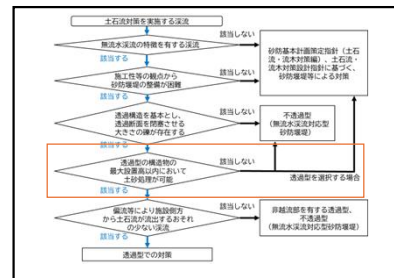 土石流対策を実施する渓流
無流水渓流の特徴を有する渓流
該当しない
該当する
砂防基本計画策定指針（土石
流・流木対策編）、土石流・
流木対策設計指針に基づく、
砂防堰堤等による対策
施工性等の観点から
砂防堰堤の整備が困難
該当しない
該当する
透過構造を基本とし、
透過断面を閉塞させる
大きさの礫が存在する
該当しない
該当する
不透過型
（無流水渓流対応型
砂防堰堤）
透過型の構造物の
最大設置高以内において
土砂処理が可能
該当しない
透過型を選択する場合
該当する
偏流等により施設側方
から土石流が流出するおそれ
の少ない渓流
該当しない
該当する
非越流部を有する透過型、
不透過型
（無流水渓流対応型砂防堰堤）
透過型での対策